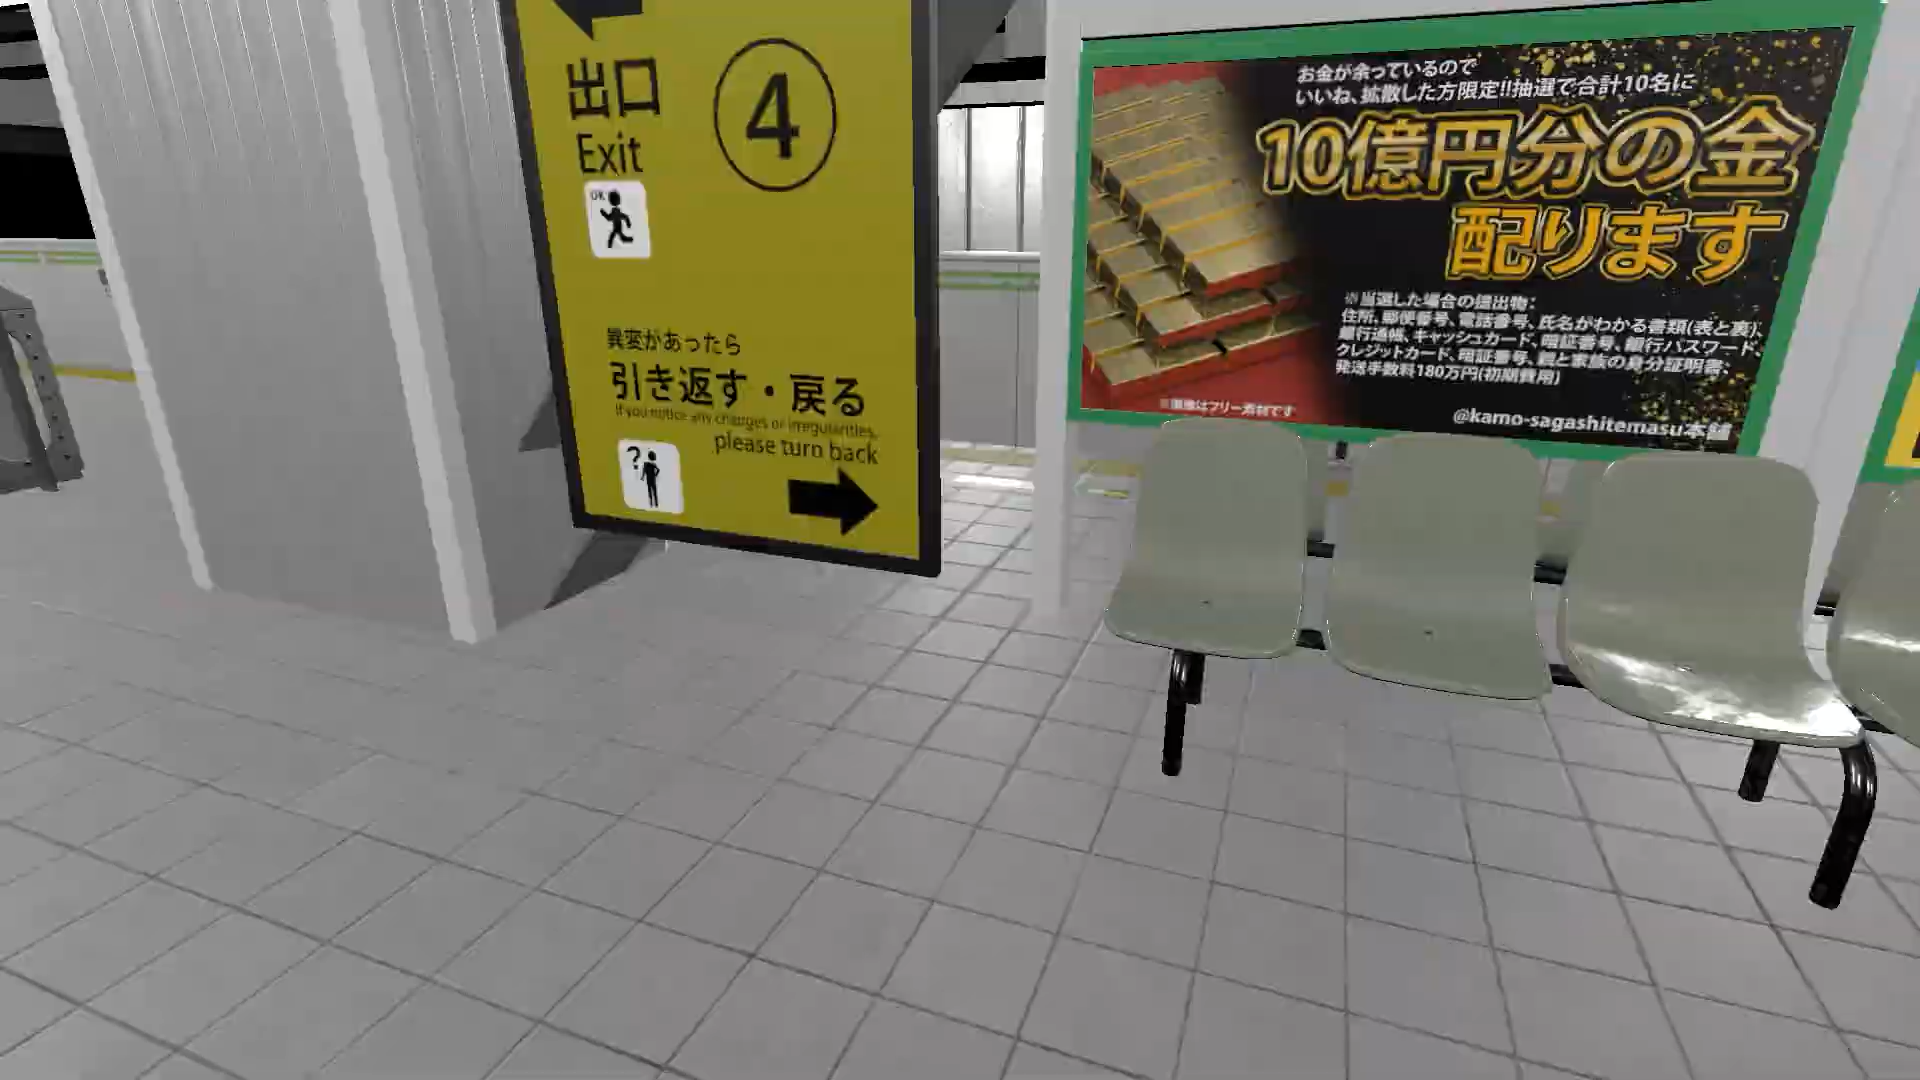 出口
Exit
4
OK
異変があったら
引き返す・戻る
If you notice any changes or irregularities,
please turn back
?
お金が余っているので
いいね、拡散した方限定!!抽選で合計10名に
10億円分の金
配ります
※当選した場合の提出物:
住所、郵便番号、電話番号、氏名がわかる書類(表と裏)、
銀行通帳、キャッシュカード、暗証番号、銀行パスワード、
クレジットカード、暗証番号、親と家族の身分証明書;
発送手数料180万円(初期費用)
※画像はフリー素材です
@kamo-sagashitemasu本舗